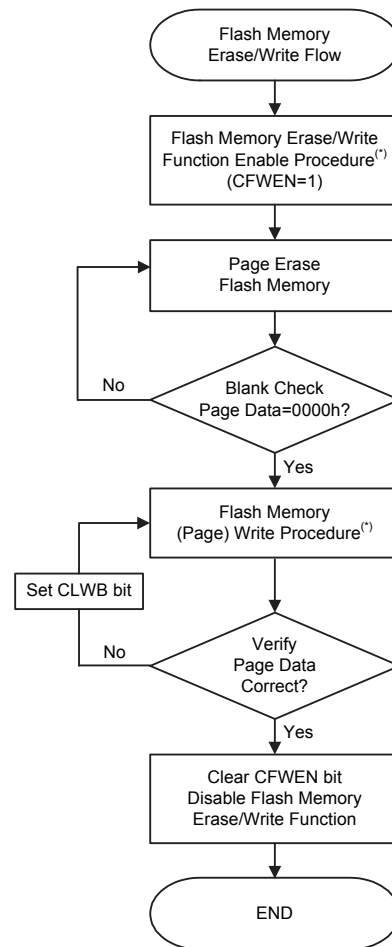 Flash Memory
Erase/Write Flow
Flash Memory Erase/Write
Function Enable Procedure(*)
(CFWEN=1)
Page Erase
Flash Memory
No
Blank Check
Page Data=0000h?
Yes
Flash Memory
(Page) Write Procedure(*)
Set CLWB bit
No
Verify
Page Data
Correct?
Yes
Clear CFWEN bit
Disable Flash Memory
Erase/Write Function
END